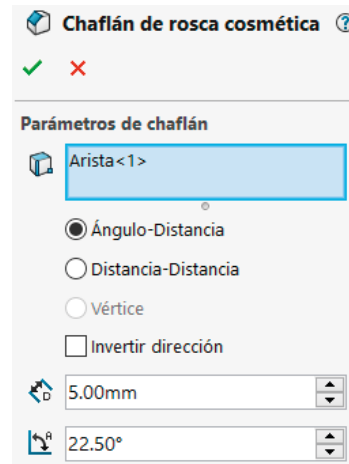 Chaflán de rosca cosmética ?
Parámetros de chaflán
Arista<1>
Ángulo-Distancia
Distancia-Distancia
Vértice
Invertir dirección
D
5.00mm
A
22.50°